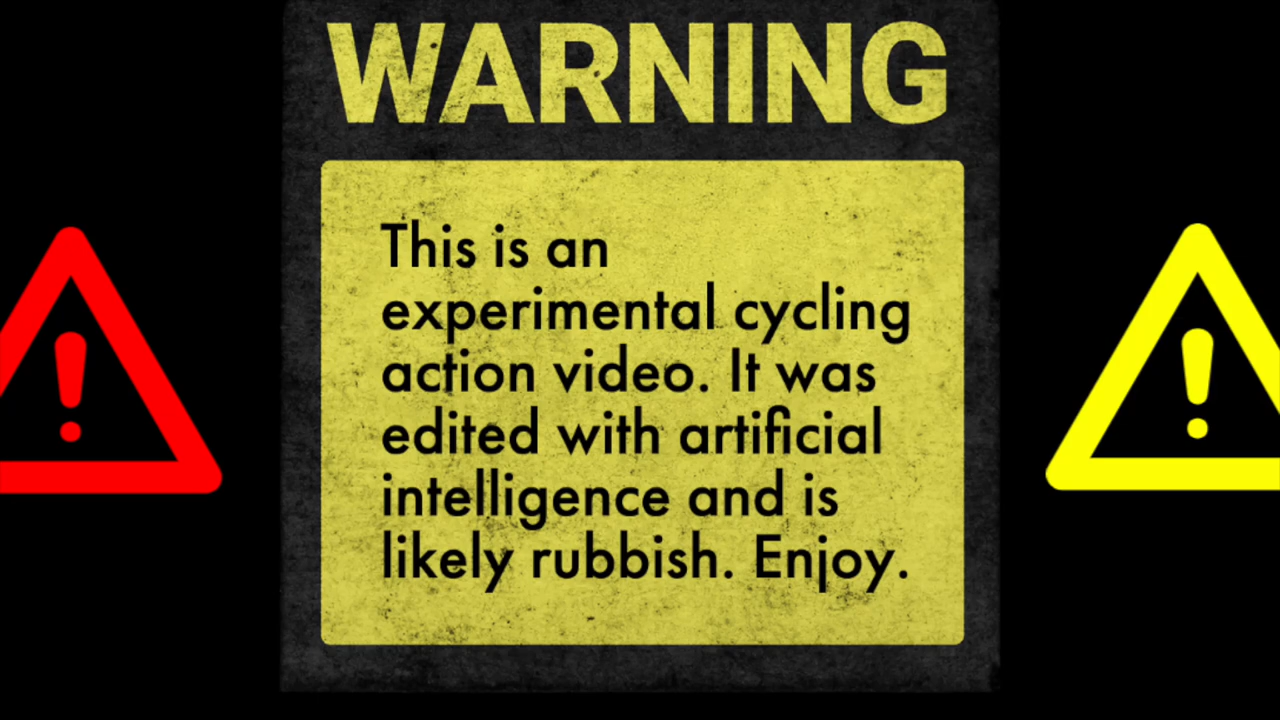 WARNING
This is an
experimental cycling
action video. It was
edited with artificial
intelligence and is
likely rubbish. Enjoy.